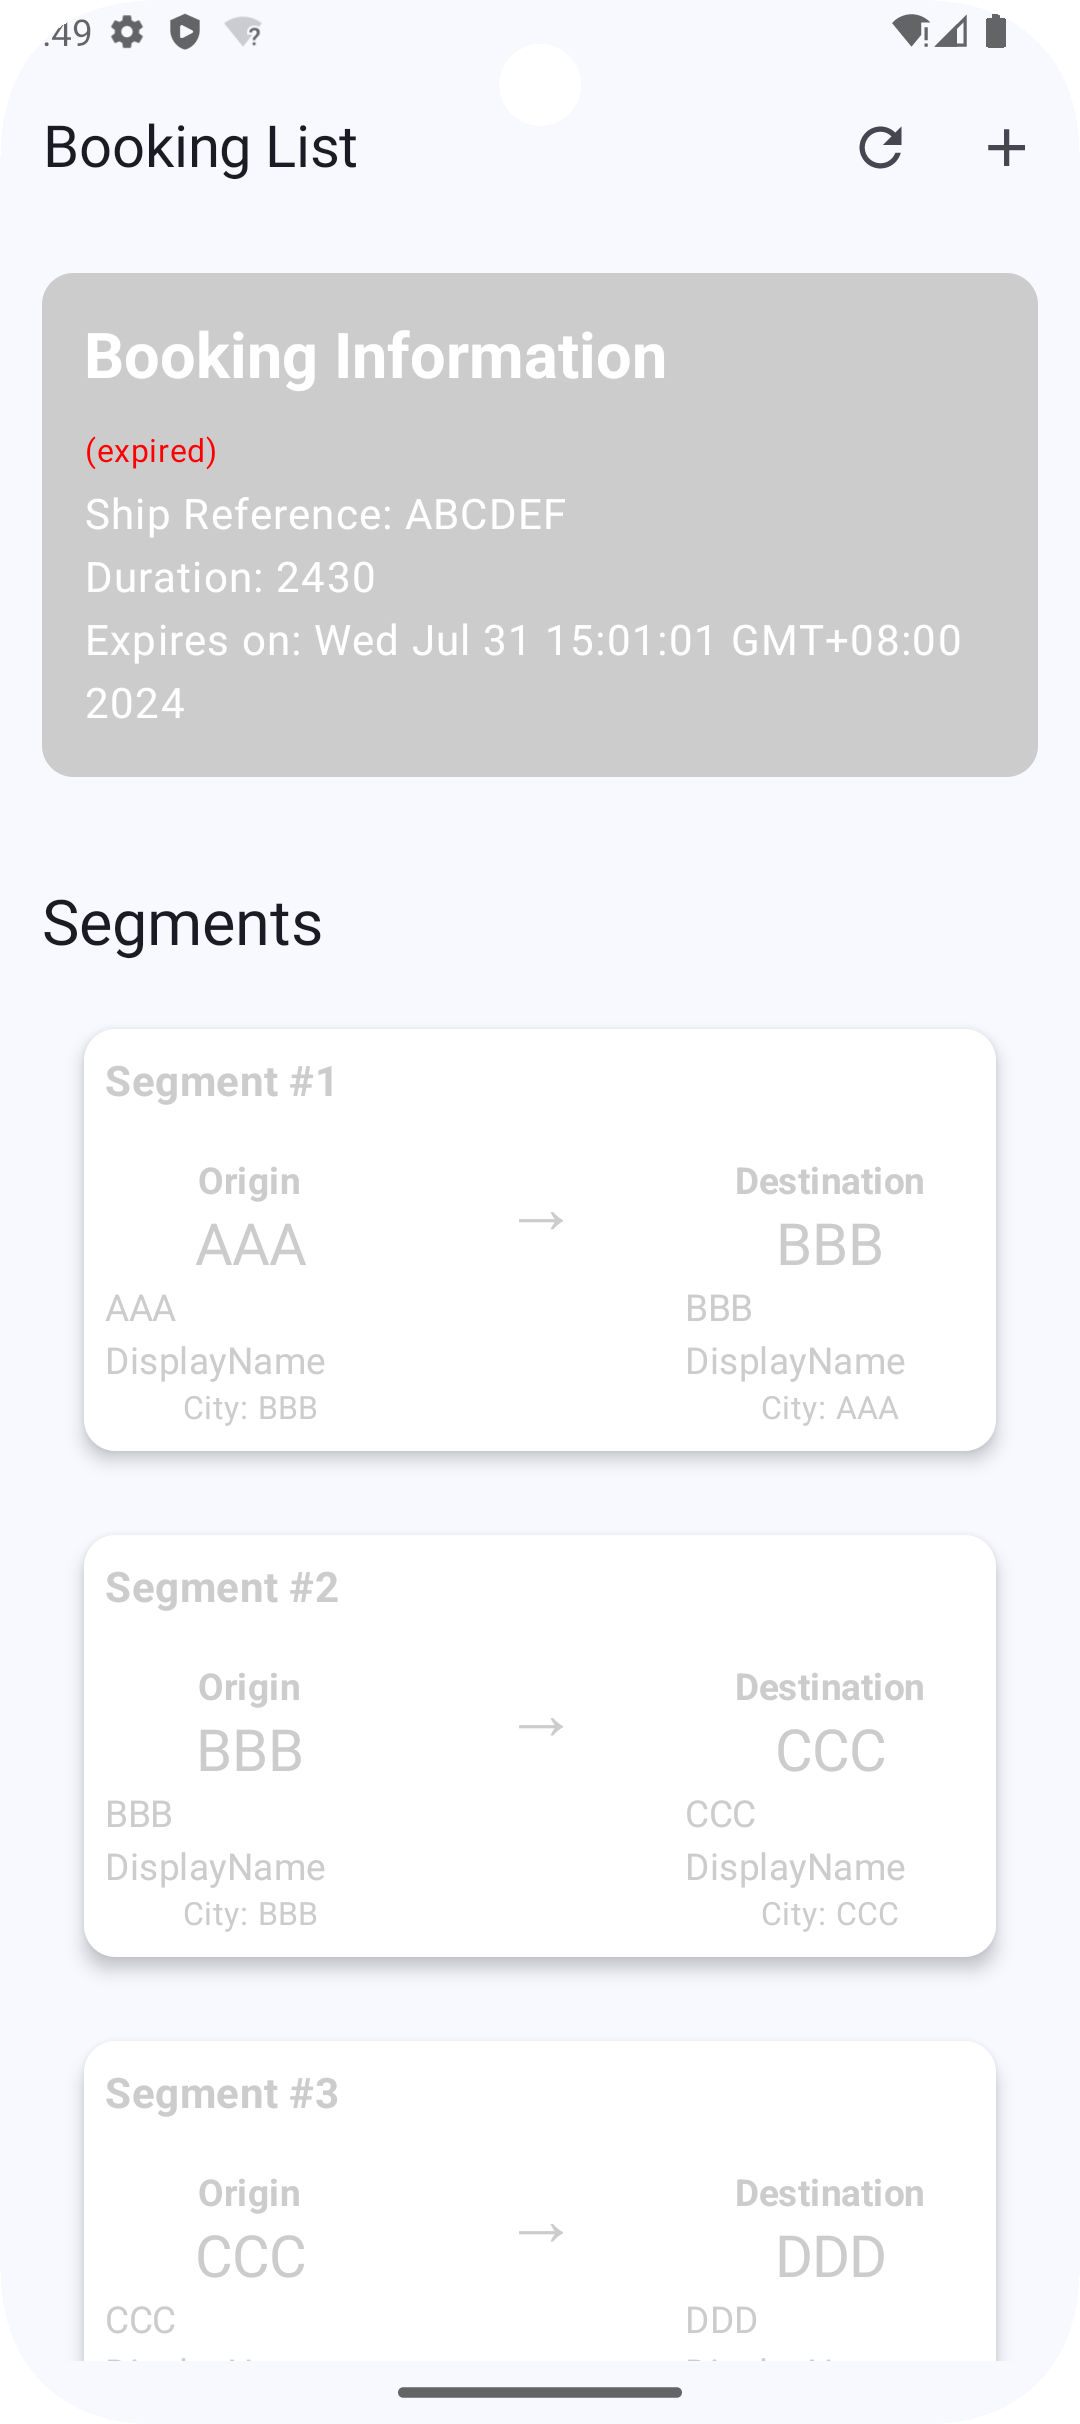 :49
Booking List
Booking Information
(expired)
Ship Reference: ABCDEF
Duration: 2430
Expires on: Wed Jul 31 15:01:01 GMT+08:00
2024
Segments
Segment #1
Origin → Destination
AAA BBB
AAA BBB
DisplayName DisplayName
City: BBB City: AAA
Segment #2
Origin → Destination
BBB CCC
BBB CCC
DisplayName DisplayName
City: BBB City: CCC
Segment #3
Origin → Destination
CCC DDD
CCC DDD